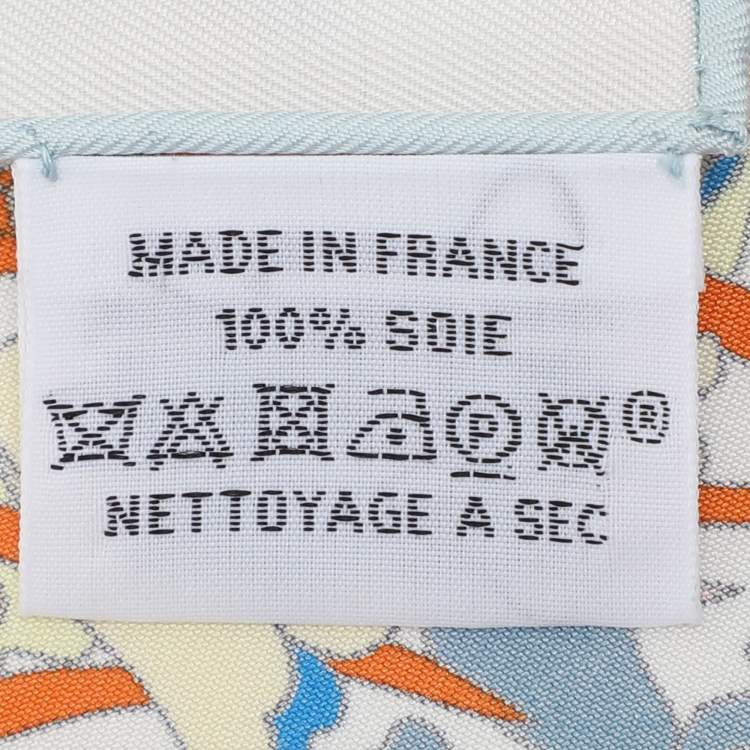 MADE IN FRANCE
100% SOIE
P ®
NETTOYAGE A SEC